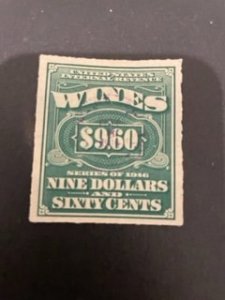 UNITED STATES
INTERNAL REVENUE
WINES
$9.60
SERIES OF 1916
NINE DOLLARS
AND
SIXTY CENTS